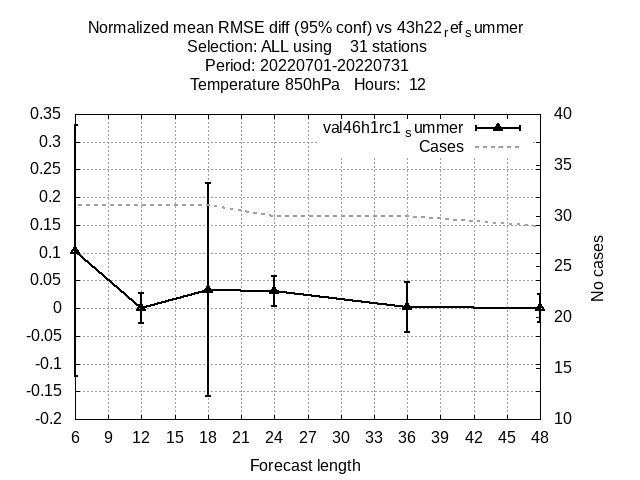 Normalized mean RMSE diff (95% conf) vs 43h22refsummer
Selection: ALL using 31 stations
Period: 20220701-20220731
Temperature 850hPa Hours: 12
val46h1rc1summer
Cases
0.35
0.3
0.25
0.2
0.15
0.1
0.05
0
-0.05
-0.1
-0.15
-0.2
40
35
30
25
20
15
10
No cases
6 9 12 15 18 21 24 27 30 33 36 39 42 45 48
Forecast length